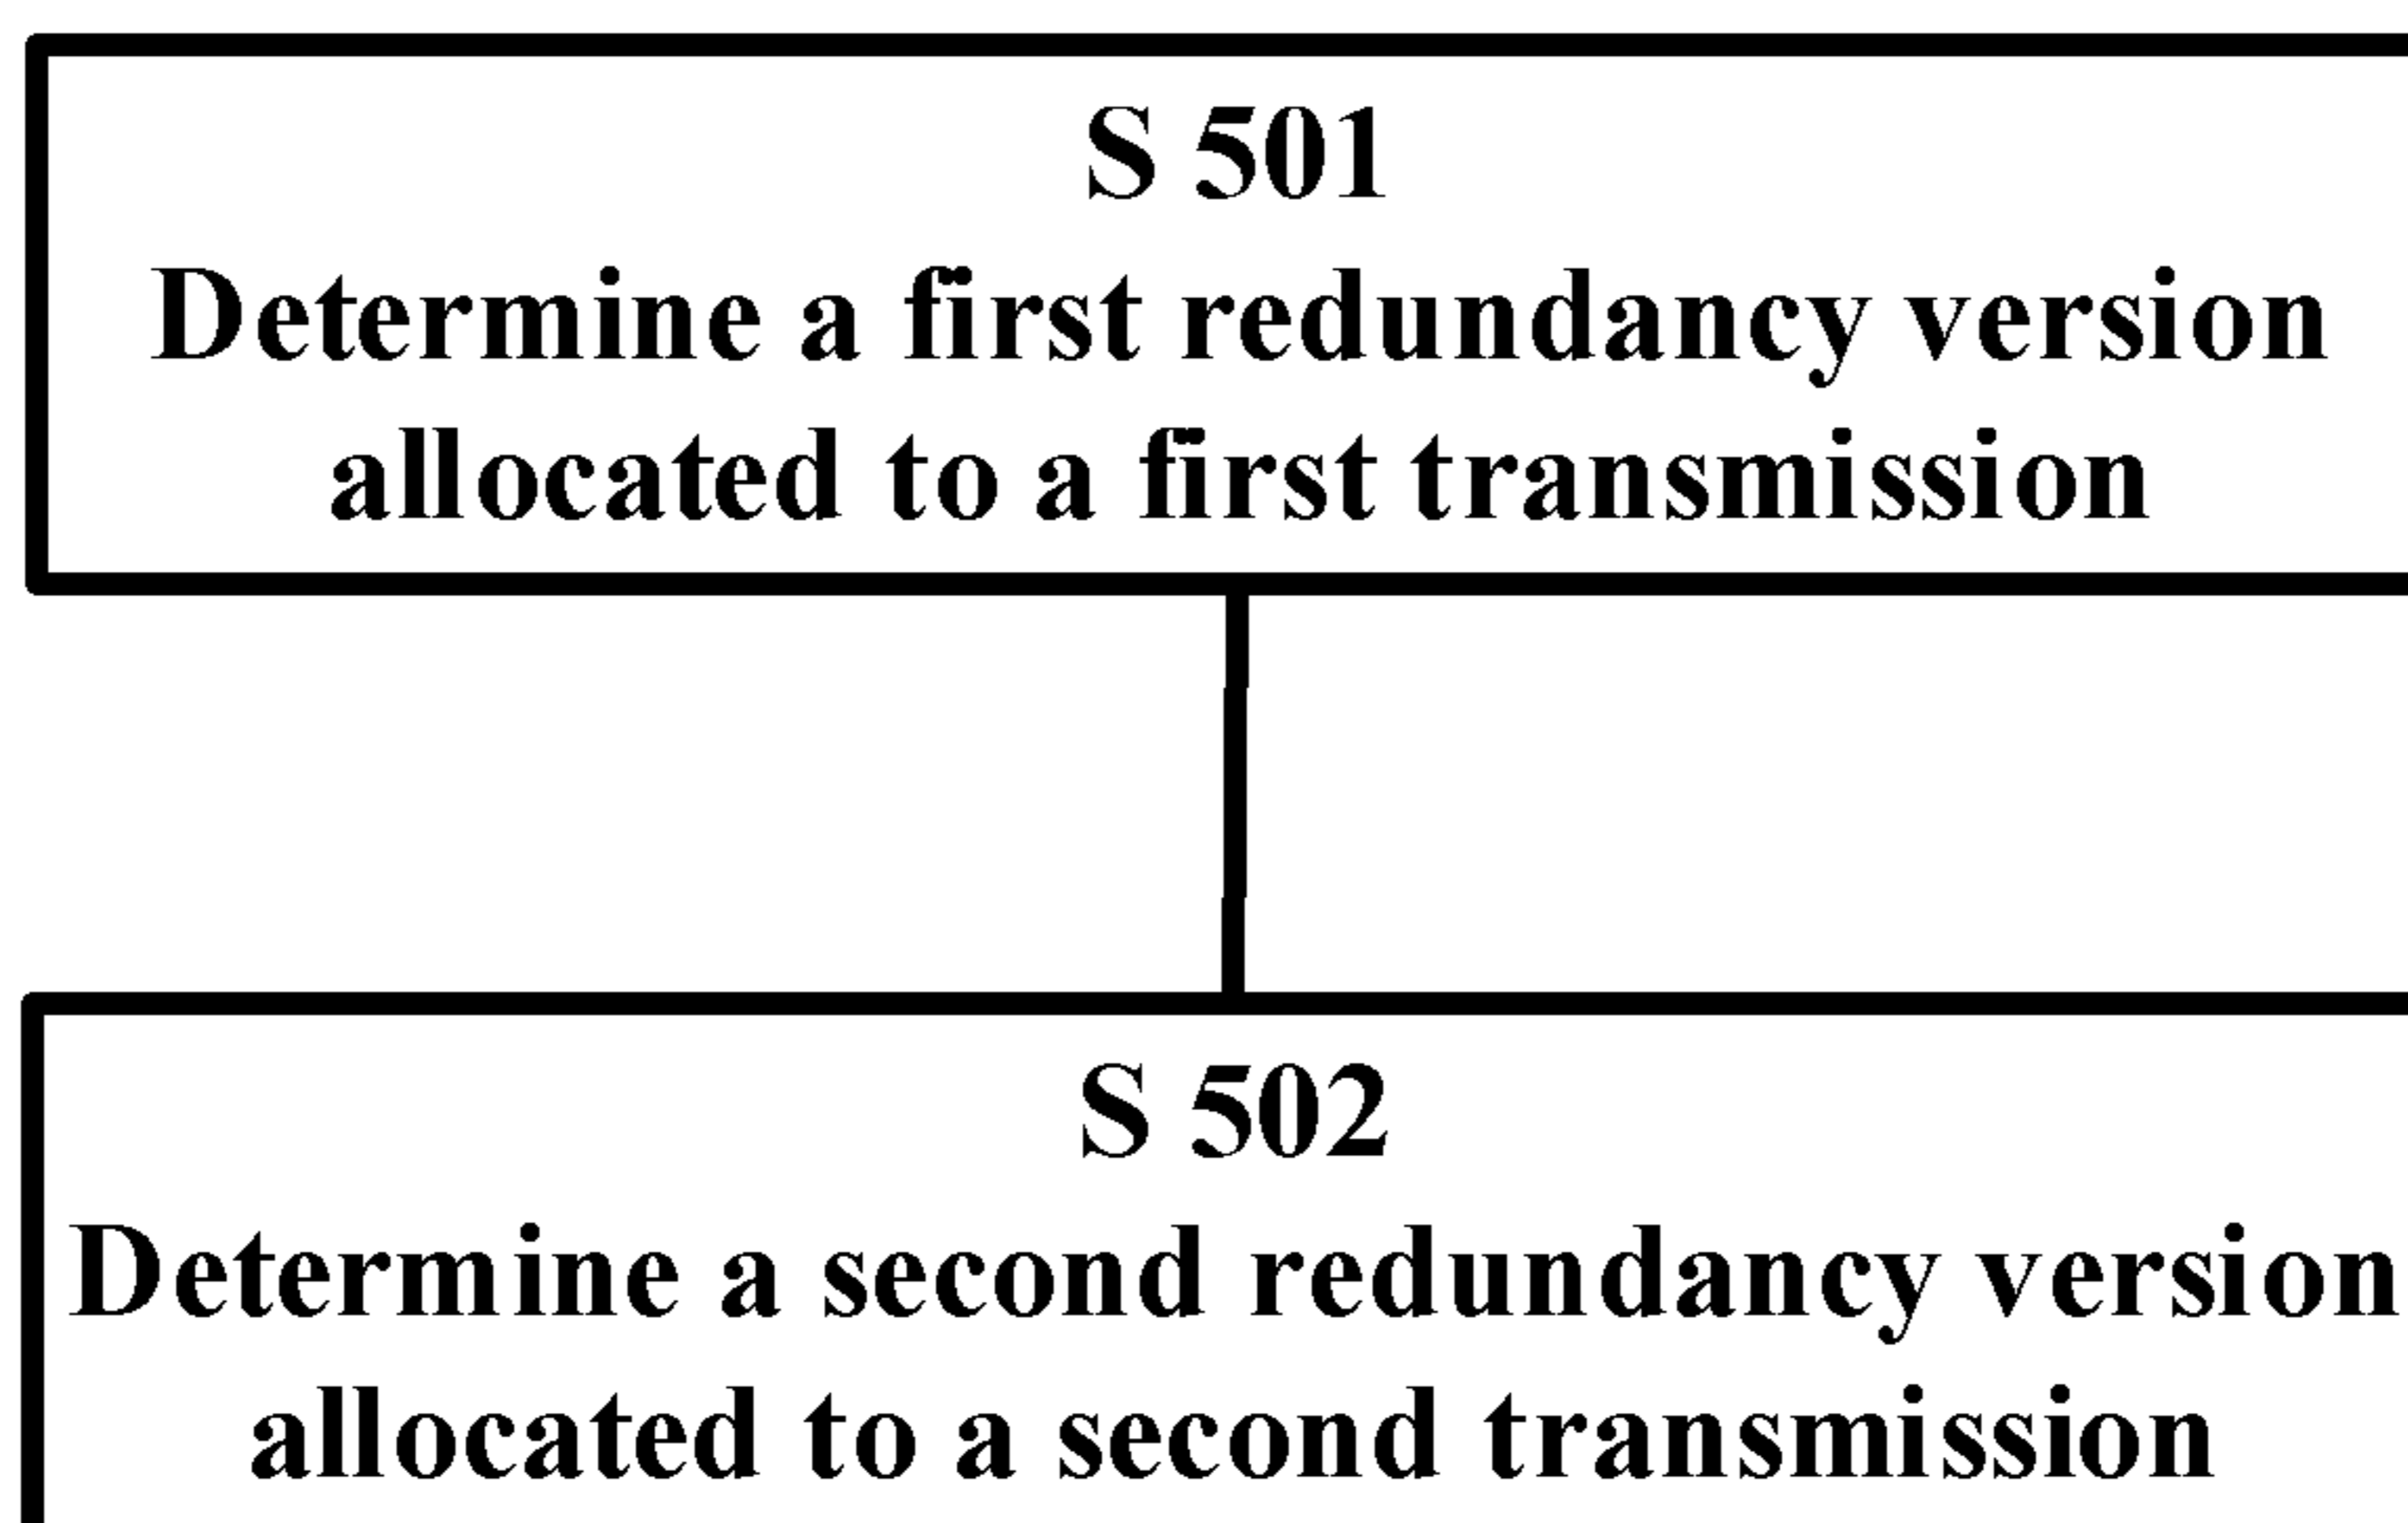 S 501
Determine a first redundancy version
allocated to a first transmission
S 502
Determine a second redundancy version
allocated to a second transmission